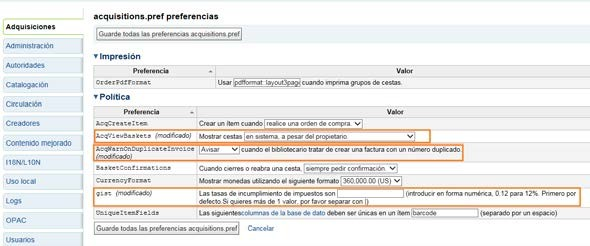 acquisitions.pref preferencias
Guarde todas las preferencias acquisitions.pref
Adquisiciones
Administración
Autoridades
Catalogación
Circulación
Creadores
Contenido mejorado
I18N/L10N
Uso local
Logs
OPAC
Usuarios
Impresión
Preferencia Valor
OrderPdfFormat Usar pdfformat::layout3page cuando imprima grupos de cestas.
Política
Preferencia Valor
AcqCreateItem Crear un ítem cuando realice una orden de compra.
AcqViewBaskets (modificado) Mostrar cestas en sistema, a pesar del propietario.
AcqWarnOnDuplicateInvoice (modificado) Avisar cuando el bibliotecario tratar de crear una factura con un número duplicado.
BasketConfirmations Cuando cierres o reabra una cesta, siempre pedir confirmación.
CurrencyFormat Mostrar monedas utilizando el siguiente formato 360,000.00 (US)
gist (modificado) Las tasas de incumplimiento de impuestos son (introducir en forma numérica, 0.12 para 12%. Primero por
defecto.Si quieres más de 1 valor, por favor separar con |)
UniqueItemFields Las siguientescolumnas de la base de dato deben ser únicas en un ítem barcode (separado por un espacio)
Guarde todas las preferencias acquisitions.pref Cancelar